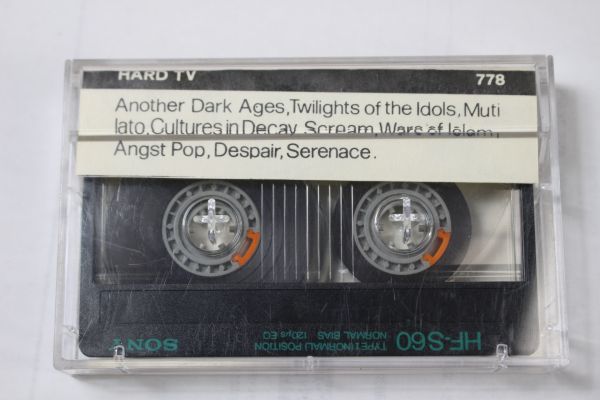 HARD TV 778
Another Dark Ages, Twilights of the Idols, Muti
lato, Cultures in Decay, Scream, Wars of Islam,
Angst Pop, Despair, Serenace.
HF-S60 TYPE I (NORMAL) POSITION
NORMAL BIAS 120µs EQ
SONY